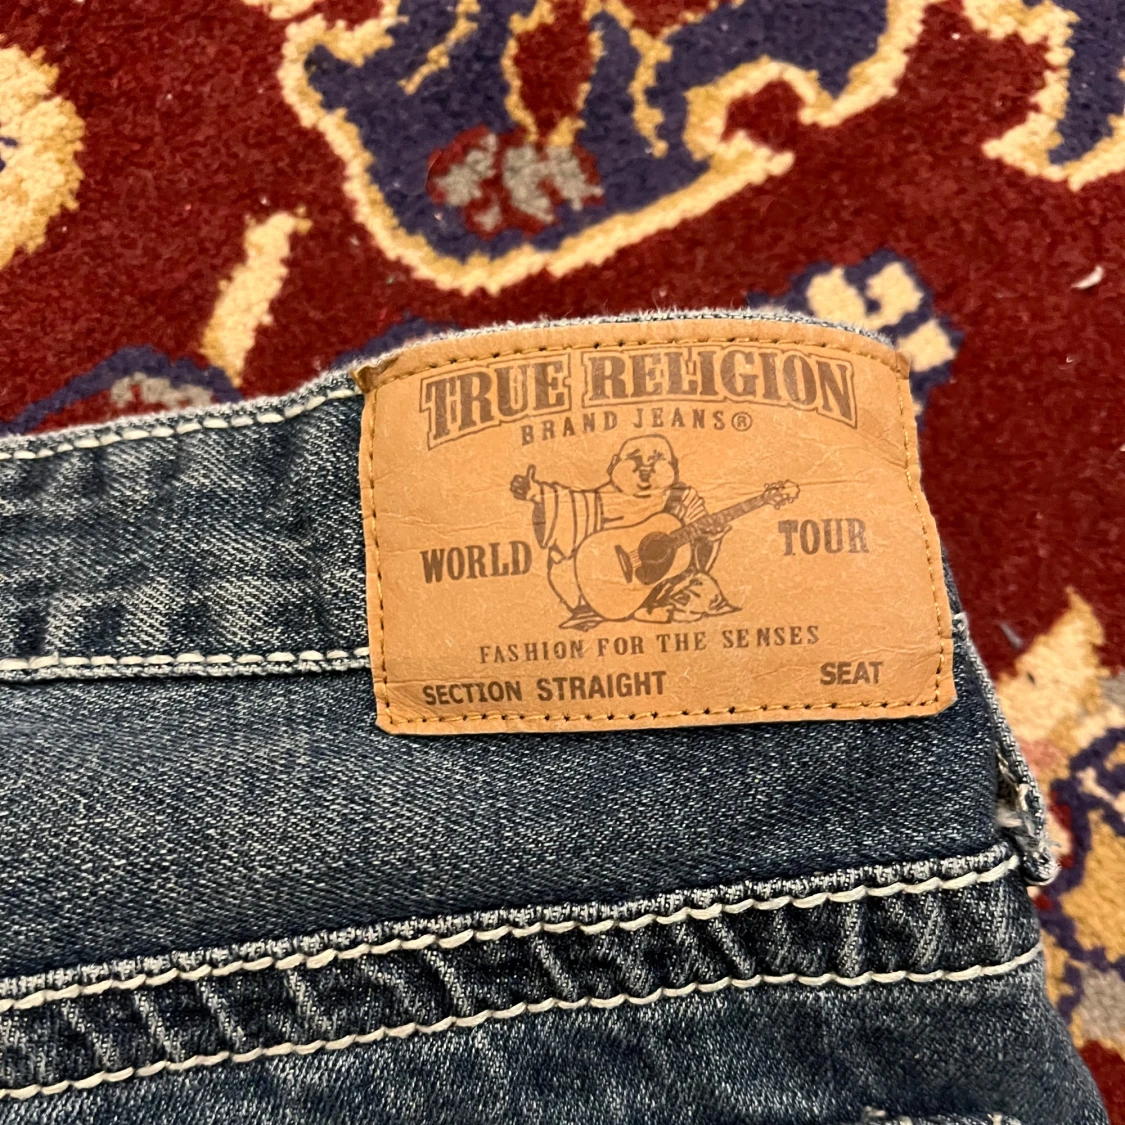 TRUE RELIGION
BRAND JEANS®
WORLD TOUR
FASHION FOR THE SENSES
SECTION STRAIGHT SEAT